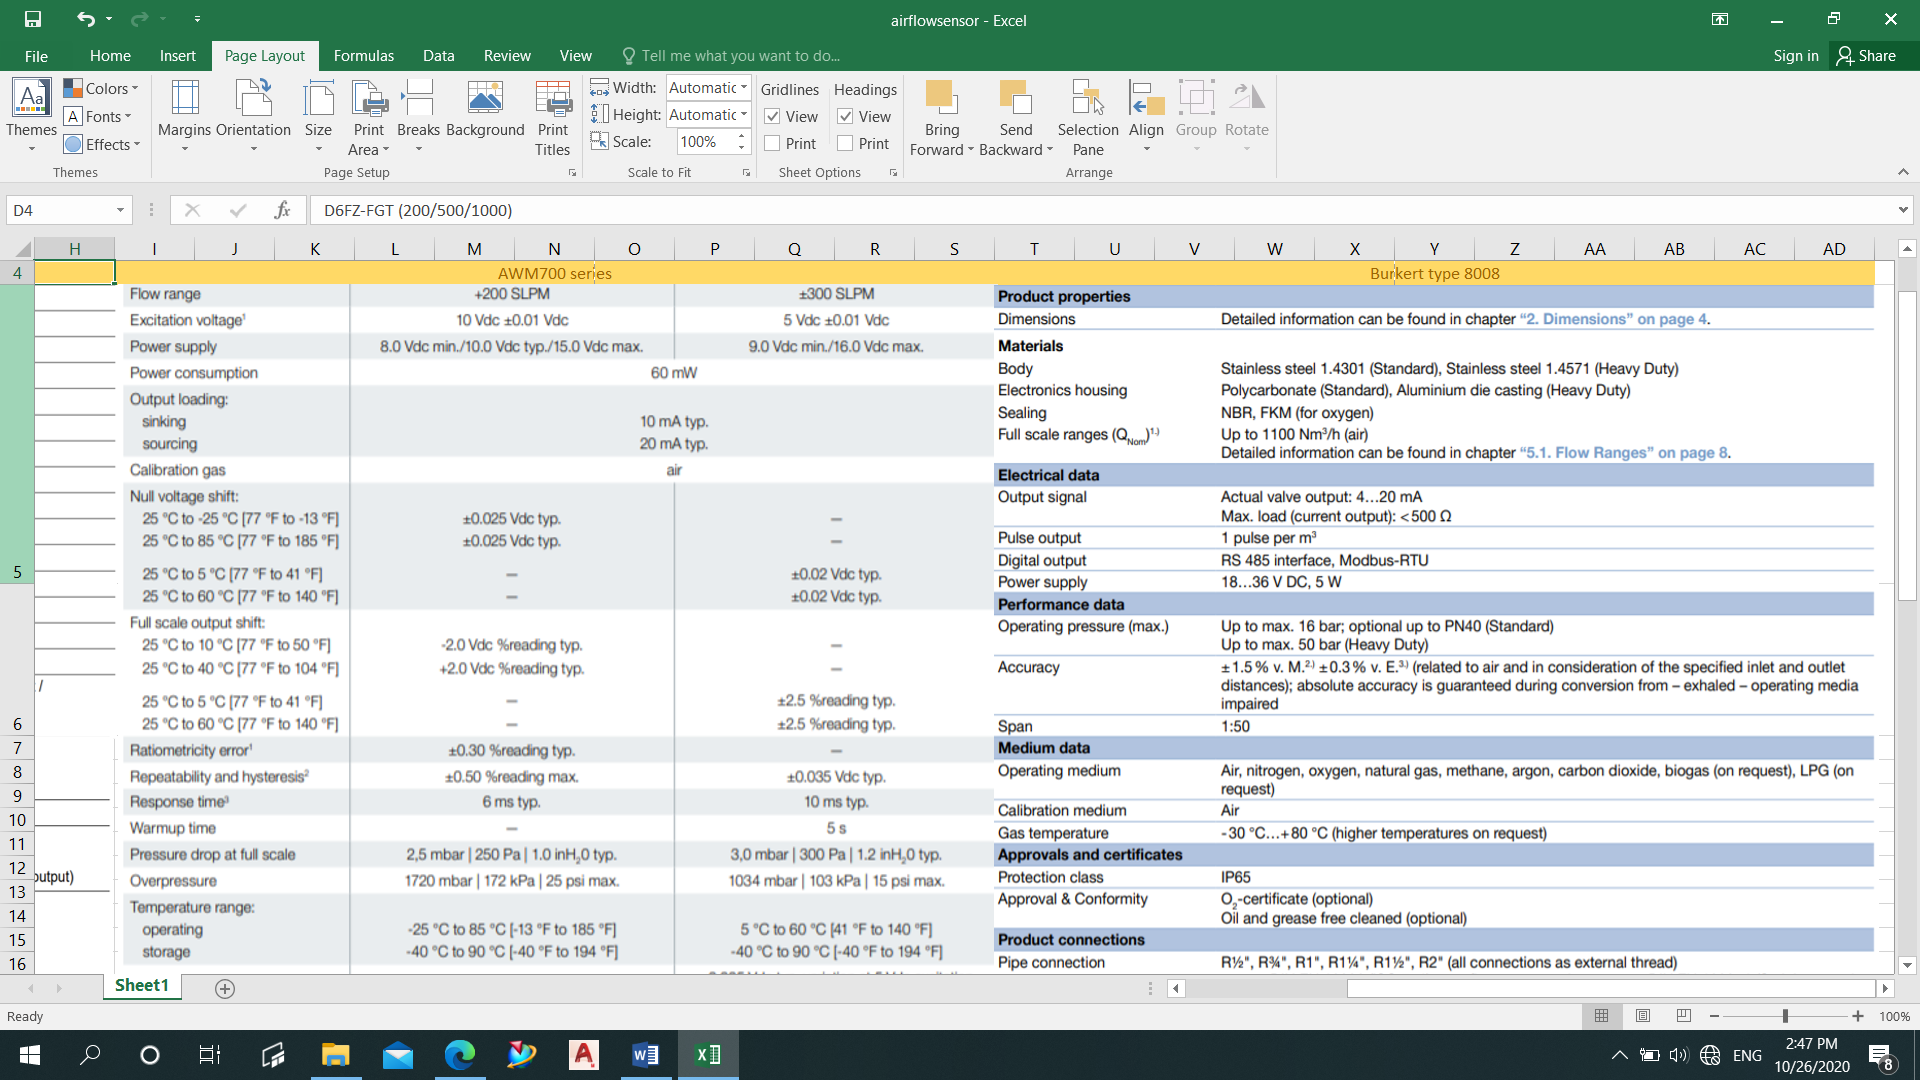 airflowsensor - Excel
File Home Insert Page Layout Formulas Data Review View Tell me what you want to do... Sign in Share
Themes
Colors
Fonts
Effects
Themes
Margins Orientation Size Print Area Breaks Background Print Titles
Page Setup
Width: Automatic
Height: Automatic
Scale: 100%
Scale to Fit
Gridlines Headings
View View
Print Print
Sheet Options
Bring Forward Send Backward Selection Pane Align Group Rotate
Arrange
D4 fx D6FZ-FGT (200/500/1000)
H I J K L M N O P Q R S T U V W X Y Z AA AB AC AD
4 AWM700 series Burkert type 8008
Flow range +200 SLPM ±300 SLPM
Excitation voltage¹ 10 Vdc ±0.01 Vdc 5 Vdc ±0.01 Vdc
Power supply 8.0 Vdc min./10.0 Vdc typ./15.0 Vdc max. 9.0 Vdc min./16.0 Vdc max.
Power consumption 60 mW
Output loading:
sinking 10 mA typ.
sourcing 20 mA typ.
Calibration gas air
Null voltage shift:
25 °C to -25 °C [77 °F to -13 °F] ±0.025 Vdc typ. —
25 °C to 85 °C [77 °F to 185 °F] ±0.025 Vdc typ. —
25 °C to 5 °C [77 °F to 41 °F] — ±0.02 Vdc typ.
25 °C to 60 °C [77 °F to 140 °F] — ±0.02 Vdc typ.
Full scale output shift:
25 °C to 10 °C [77 °F to 50 °F] -2.0 Vdc %reading typ. —
25 °C to 40 °C [77 °F to 104 °F] +2.0 Vdc %reading typ. —
25 °C to 5 °C [77 °F to 41 °F] — ±2.5 %reading typ.
25 °C to 60 °C [77 °F to 140 °F] — ±2.5 %reading typ.
Ratiometricity error¹ ±0.30 %reading typ. —
Repeatability and hysteresis² ±0.50 %reading max. ±0.035 Vdc typ.
Response time³ 6 ms typ. 10 ms typ.
Warmup time — 5 s
Pressure drop at full scale 2,5 mbar | 250 Pa | 1.0 inH₂0 typ. 3,0 mbar | 300 Pa | 1.2 inH₂0 typ.
Overpressure 1720 mbar | 172 kPa | 25 psi max. 1034 mbar | 103 kPa | 15 psi max.
Temperature range:
operating -25 °C to 85 °C [-13 °F to 185 °F] 5 °C to 60 °C [41 °F to 140 °F]
storage -40 °C to 90 °C [-40 °F to 194 °F] -40 °C to 90 °C [-40 °F to 194 °F]
Product properties
Dimensions Detailed information can be found in chapter “2. Dimensions” on page 4.
Materials
Body Stainless steel 1.4301 (Standard), Stainless steel 1.4571 (Heavy Duty)
Electronics housing Polycarbonate (Standard), Aluminium die casting (Heavy Duty)
Sealing NBR, FKM (for oxygen)
Full scale ranges (QNom)¹·⁾ Up to 1100 Nm³/h (air)
Detailed information can be found in chapter “5.1. Flow Ranges” on page 8.
Electrical data
Output signal Actual valve output: 4…20 mA
Max. load (current output): <500 Ω
Pulse output 1 pulse per m³
Digital output RS 485 interface, Modbus-RTU
Power supply 18…36 V DC, 5 W
Performance data
Operating pressure (max.) Up to max. 16 bar; optional up to PN40 (Standard)
Up to max. 50 bar (Heavy Duty)
Accuracy ±1.5 % v. M.²·⁾ ±0.3 % v. E.³·⁾ (related to air and in consideration of the specified inlet and outlet
distances); absolute accuracy is guaranteed during conversion from – exhaled – operating media
impaired
Span 1:50
Medium data
Operating medium Air, nitrogen, oxygen, natural gas, methane, argon, carbon dioxide, biogas (on request), LPG (on
request)
Calibration medium Air
Gas temperature -30 °C…+80 °C (higher temperatures on request)
Approvals and certificates
Protection class IP65
Approval & Conformity O₂-certificate (optional)
Oil and grease free cleaned (optional)
Product connections
Pipe connection R½", R¾", R1", R1¼", R1½", R2" (all connections as external thread)
5
6 /
7
8
9
10
11
12 output)
13
14
15
16
Sheet1
Ready 100%
ENG 2:47 PM
10/26/2020 8